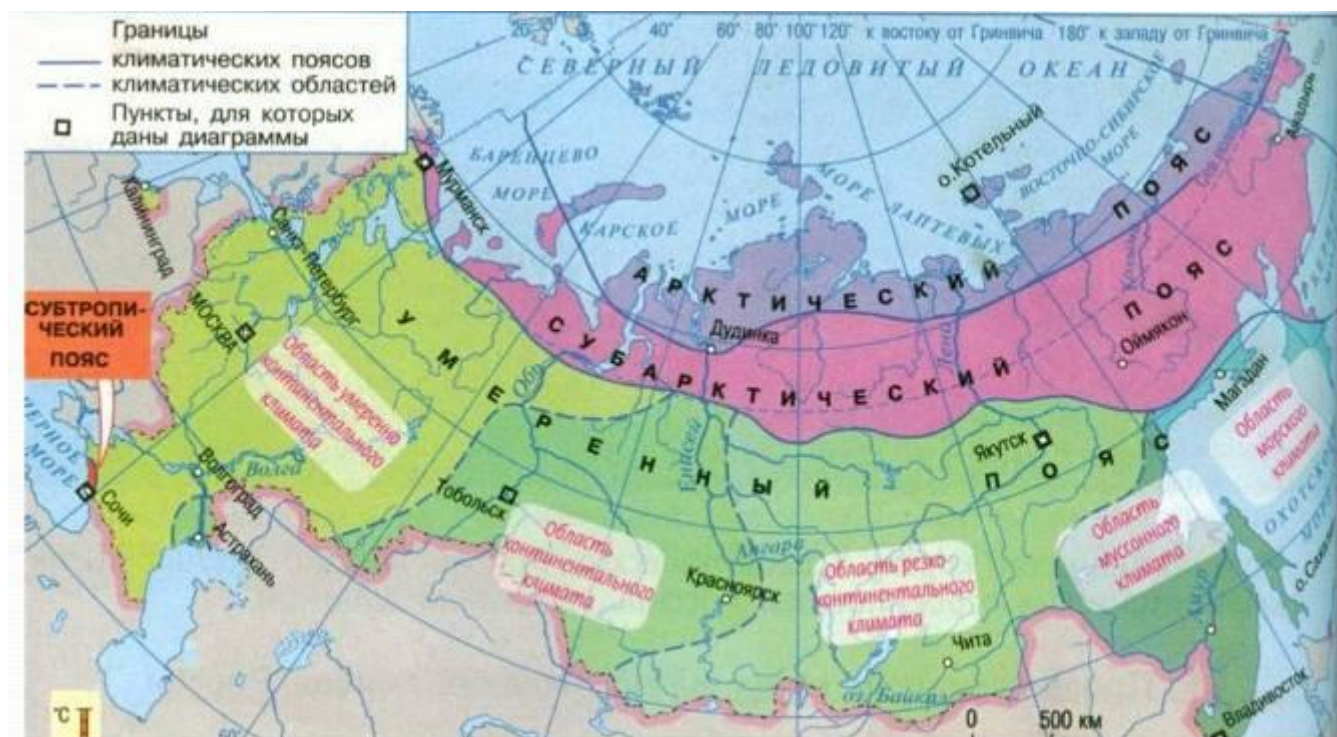 Границы
климатических поясов
климатических областей
Пункты, для которых
даны диаграммы
20°
40°
60° 80° 100° 120° к востоку от Гринвича 180° к западу от Гринвича
СЕВЕРНЫЙ ЛЕДОВИТЫЙ ОКЕАН
БАРЕНЦЕВО
МОРЕ
КАРСКОЕ
МОРЕ
МОРЕ ЛАПТЕВЫХ
ВОСТОЧНО-СИБИРСКОЕ
МОРЕ
о.Котельный
Анадырь
Мурманск
Калининград
Санкт-Петербург
МОСКВА
СУБТРОПИ-
ЧЕСКИЙ
ПОЯС
АРКТИЧЕСКИЙ ПОЯС
СУБАРКТИЧЕСКИЙ ПОЯС
УМЕРЕННЫЙ ПОЯС
Дудинка
Оймякон
Магадан
Якутск
Лена
Обь
Енисей
Область умеренно
континентального
климата
Область
морского
климата
ЧЕРНОЕ
МОРЕ
Сочи
Волгоград
Волга
Астрахань
Тобольск
Область
континентального
климата
Ангара
Красноярск
Область резко-
континентального
климата
Область
муссонного
климата
Амур
Чита
оз. Байкал
Владивосток
°C
0 500 км